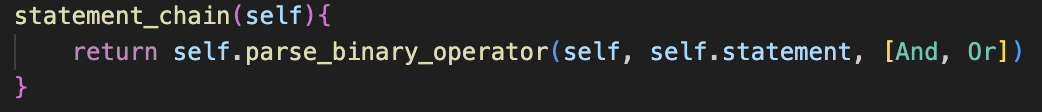 statement_chain(self){
    return self.parse_binary_operator(self, self.statement, [And, Or])
}